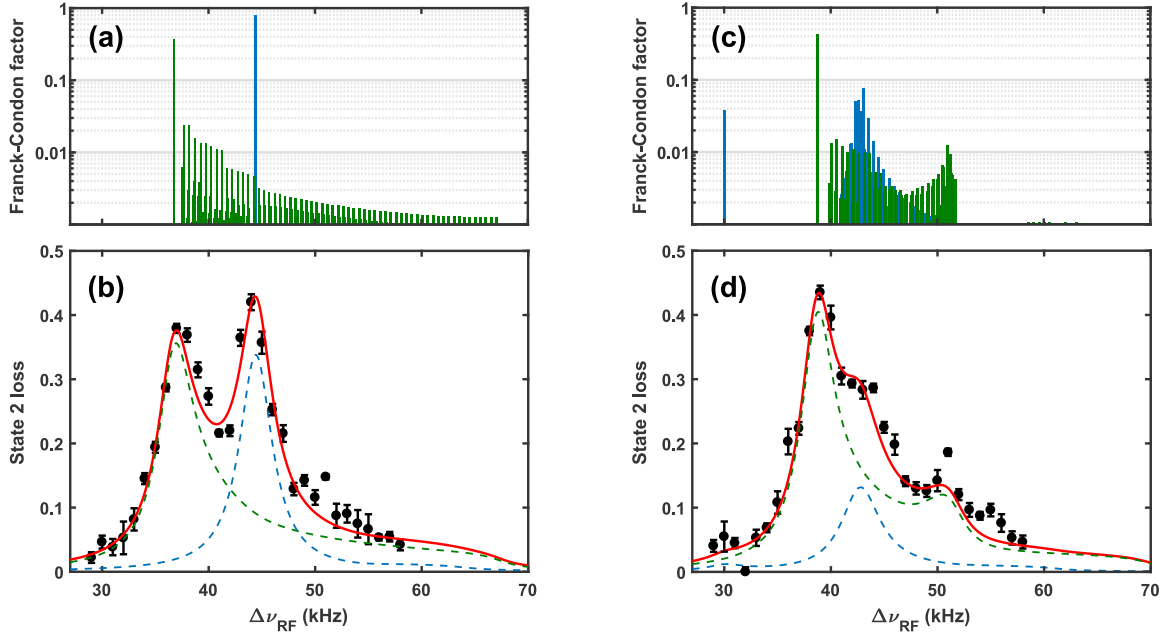 (a)
Franck-Condon factor
1
0.1
0.01
(c)
Franck-Condon factor
1
0.1
0.01
(b)
State 2 loss
0.5
0.4
0.3
0.2
0.1
0
30 40 50 60 70
Δν_RF (kHz)
(d)
State 2 loss
0.5
0.4
0.3
0.2
0.1
0
30 40 50 60 70
Δν_RF (kHz)